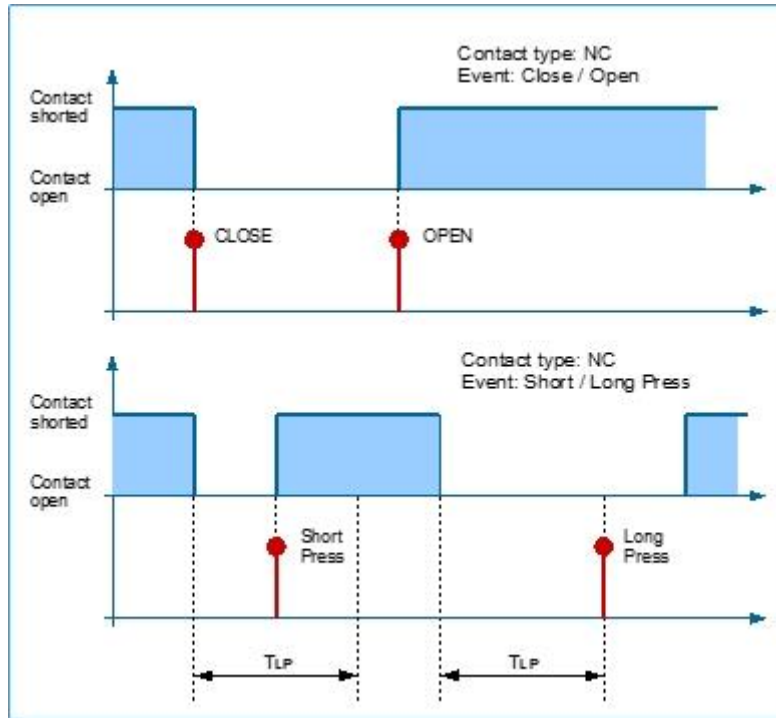 Contact type: NC
Event: Close / Open
Contact
shorted
Contact
open
CLOSE
OPEN
Contact type: NC
Event: Short / Long Press
Contact
shorted
Contact
open
Short
Press
Long
Press
TLP
TLP